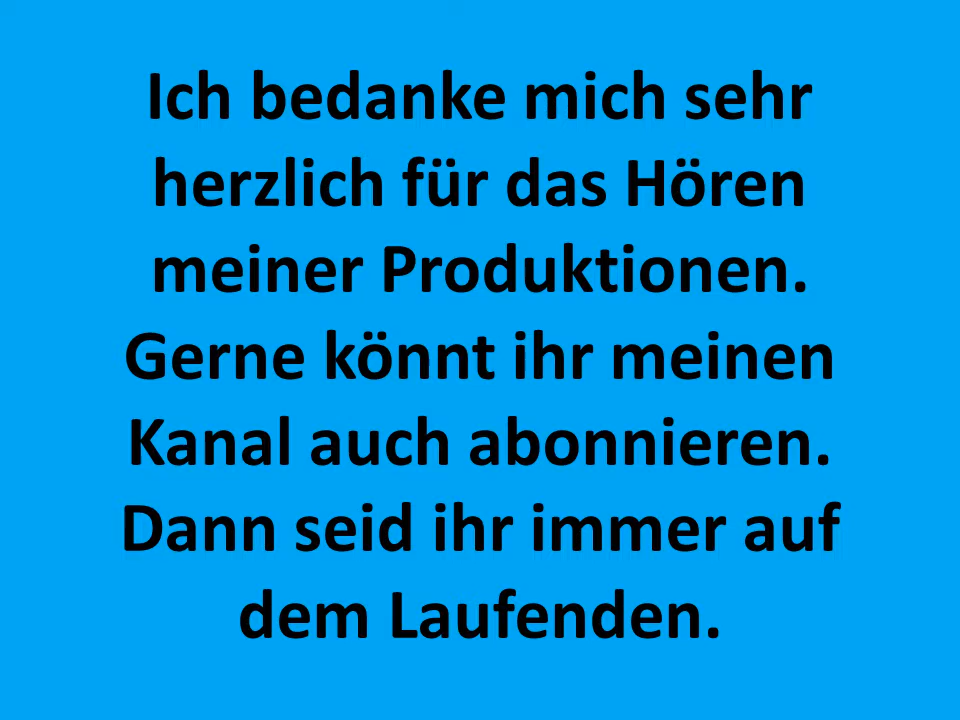 Ich bedanke mich sehr
herzlich für das Hören
meiner Produktionen.
Gerne könnt ihr meinen
Kanal auch abonnieren.
Dann seid ihr immer auf
dem Laufenden.